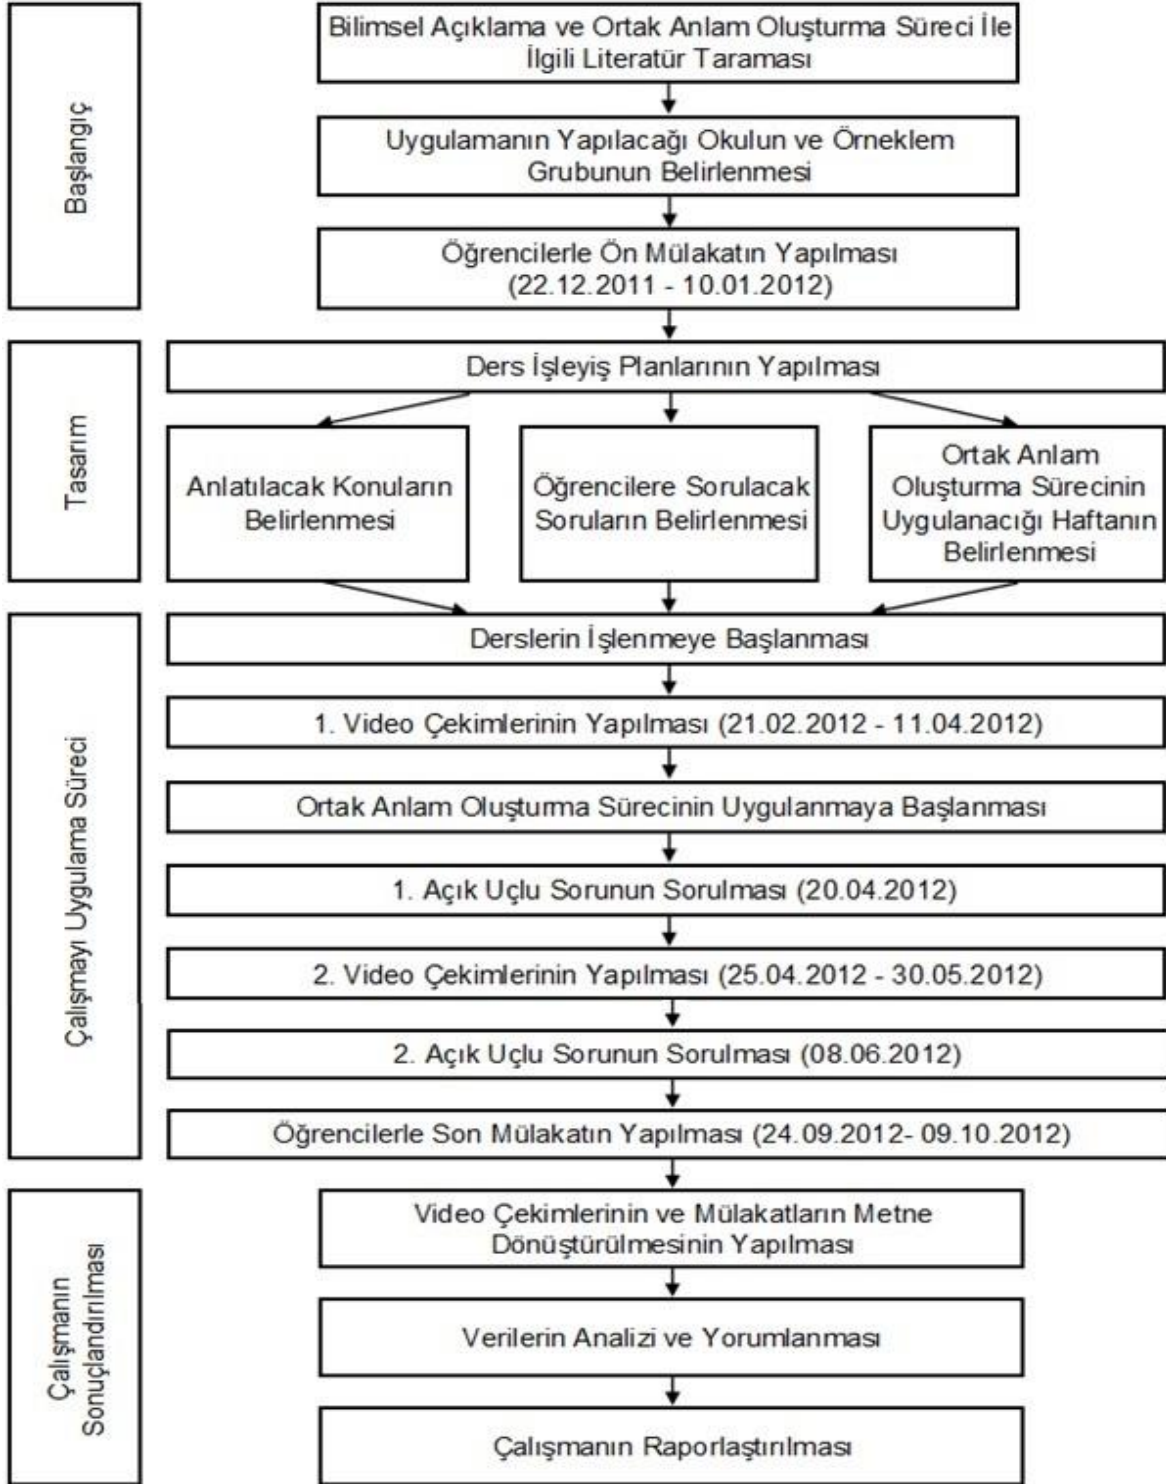 Başlangıç
Bilimsel Açıklama ve Ortak Anlam Oluşturma Süreci İle
İlgili Literatür Taraması
Uygulamanın Yapılacağı Okulun ve Örneklem
Grubunun Belirlenmesi
Öğrencilerle Ön Mülakatın Yapılması
(22.12.2011 - 10.01.2012)
Tasarım
Ders İşleyiş Planlarının Yapılması
Anlatılacak Konuların
Belirlenmesi
Öğrencilere Sorulacak
Soruların Belirlenmesi
Ortak Anlam
Oluşturma Sürecinin
Uygulanacığı Haftanın
Belirlenmesi
Çalışmayı Uygulama Süreci
Derslerin İşlenmeye Başlanması
1. Video Çekimlerinin Yapılması (21.02.2012 - 11.04.2012)
Ortak Anlam Oluşturma Sürecinin Uygulanmaya Başlanması
1. Açık Uçlu Sorunun Sorulması (20.04.2012)
2. Video Çekimlerinin Yapılması (25.04.2012 - 30.05.2012)
2. Açık Uçlu Sorunun Sorulması (08.06.2012)
Öğrencilerle Son Mülakatın Yapılması (24.09.2012- 09.10.2012)
Çalışmanın
Sonuçlandırılması
Video Çekimlerinin ve Mülakatların Metne
Dönüştürülmesinin Yapılması
Verilerin Analizi ve Yorumlanması
Çalışmanın Raporlaştırılması